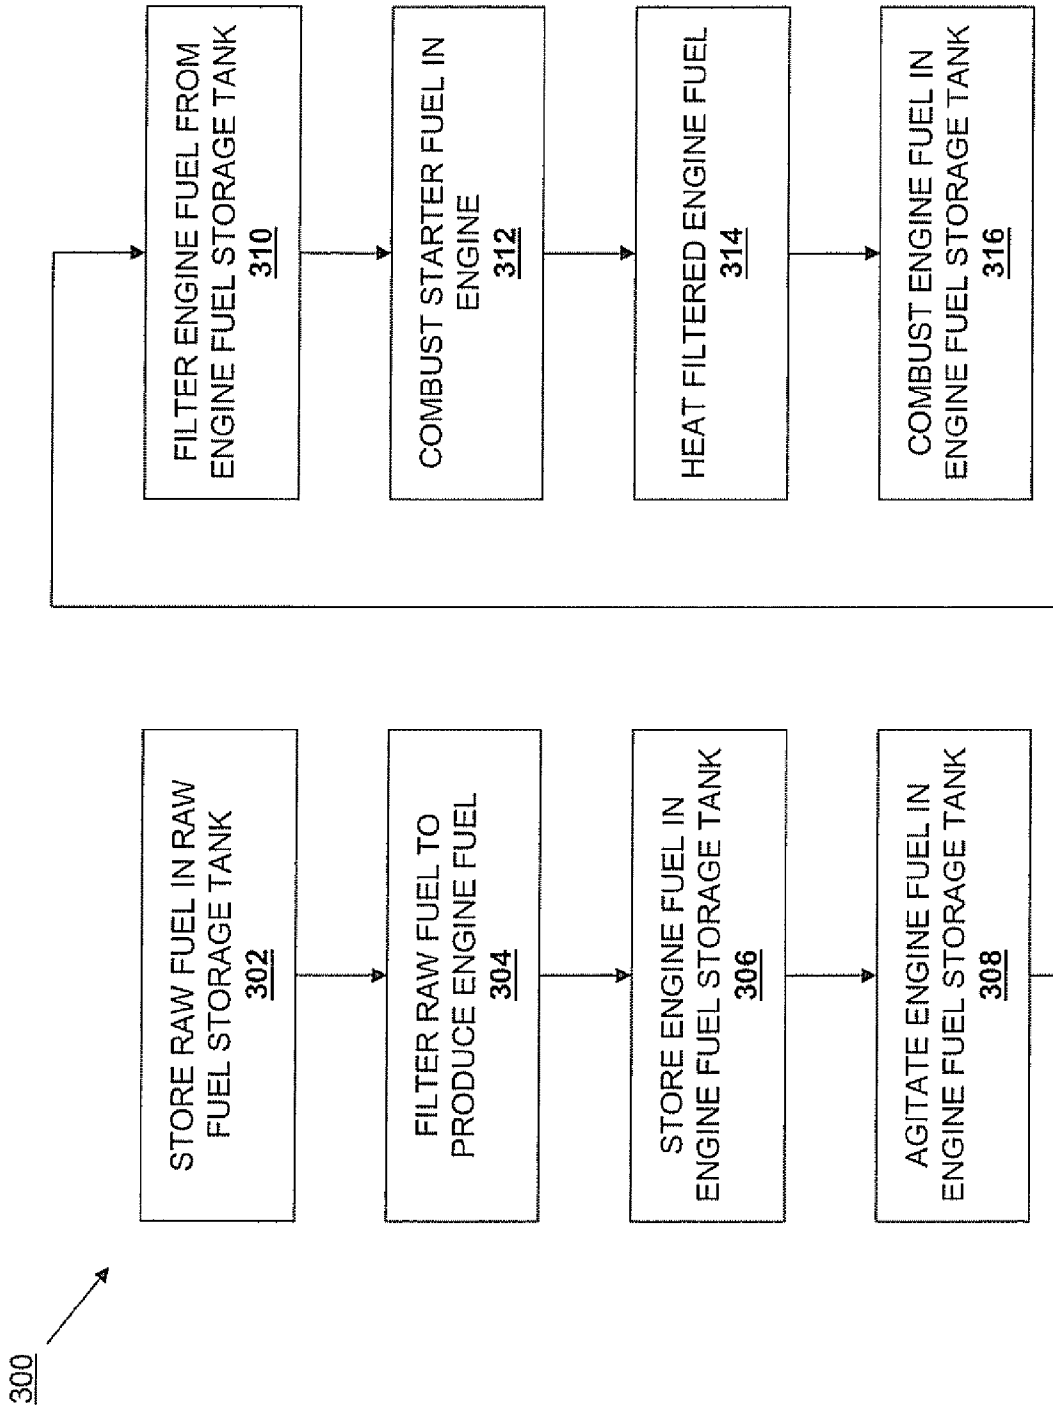 300
STORE RAW FUEL IN RAW
FUEL STORAGE TANK
302
FILTER RAW FUEL TO
PRODUCE ENGINE FUEL
304
STORE ENGINE FUEL IN
ENGINE FUEL STORAGE TANK
306
AGITATE ENGINE FUEL IN
ENGINE FUEL STORAGE TANK
308
FILTER ENGINE FUEL FROM
ENGINE FUEL STORAGE TANK
310
COMBUST STARTER FUEL IN
ENGINE
312
HEAT FILTERED ENGINE FUEL
314
COMBUST ENGINE FUEL IN
ENGINE FUEL STORAGE TANK
316